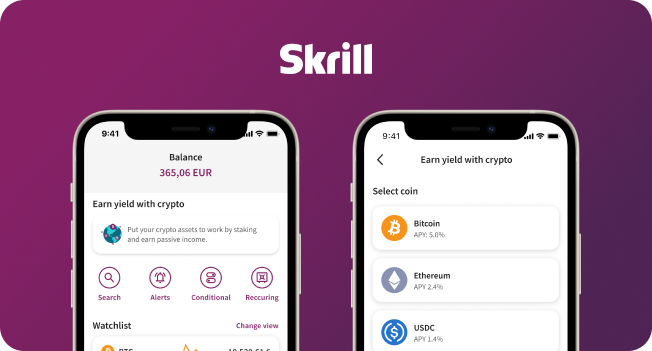 Skrill
9:41
Balance
365,06 EUR
Earn yield with crypto
Put your crypto assets to work by staking
and earn passive income.
Search
Alerts
Conditional
Reccuring
Watchlist
Change view
BTC
9:41
Earn yield with crypto
Select coin
Bitcoin
APY: 5.0%
Ethereum
APY 2.4%
USDC
APY 1.4%